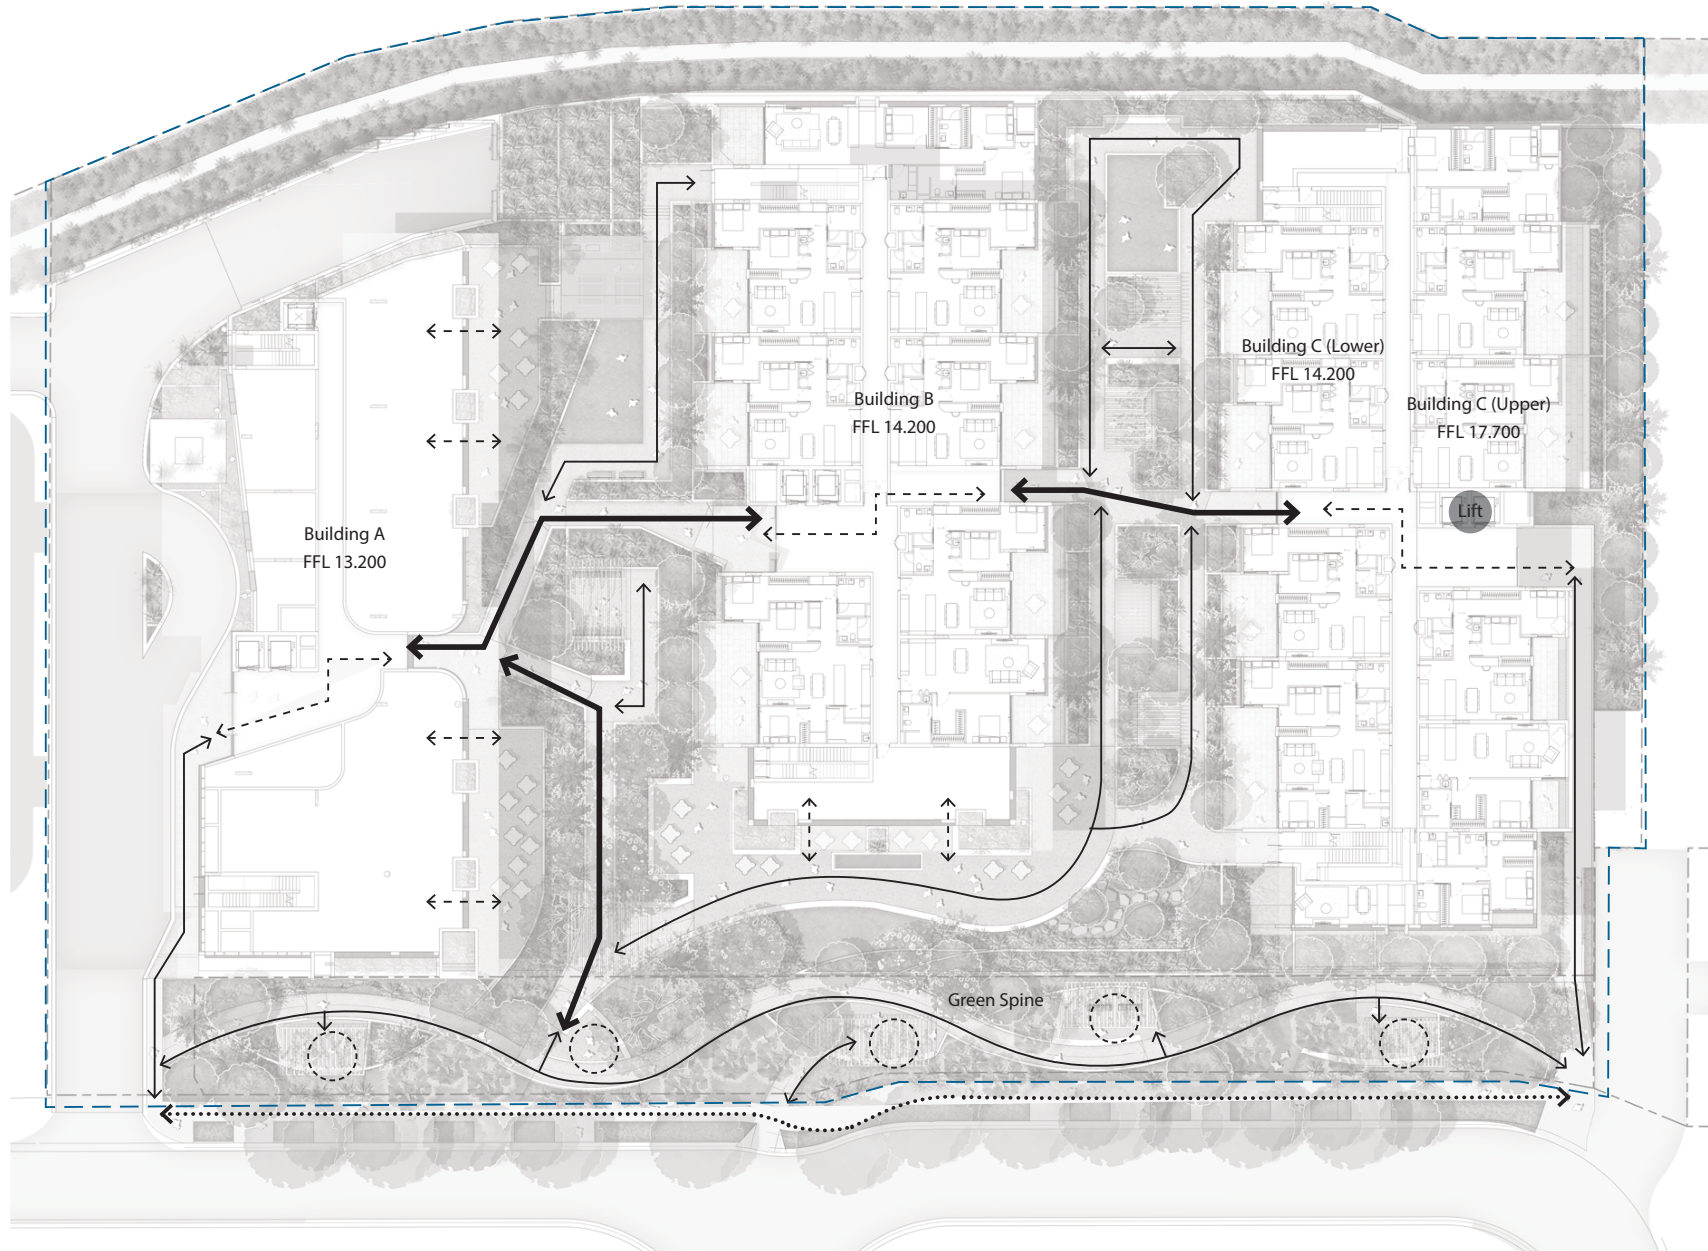 Building C (Lower)
FFL 14.200
Building B
FFL 14.200
Building C (Upper)
FFL 17.700
Lift
Building A
FFL 13.200
Green Spine